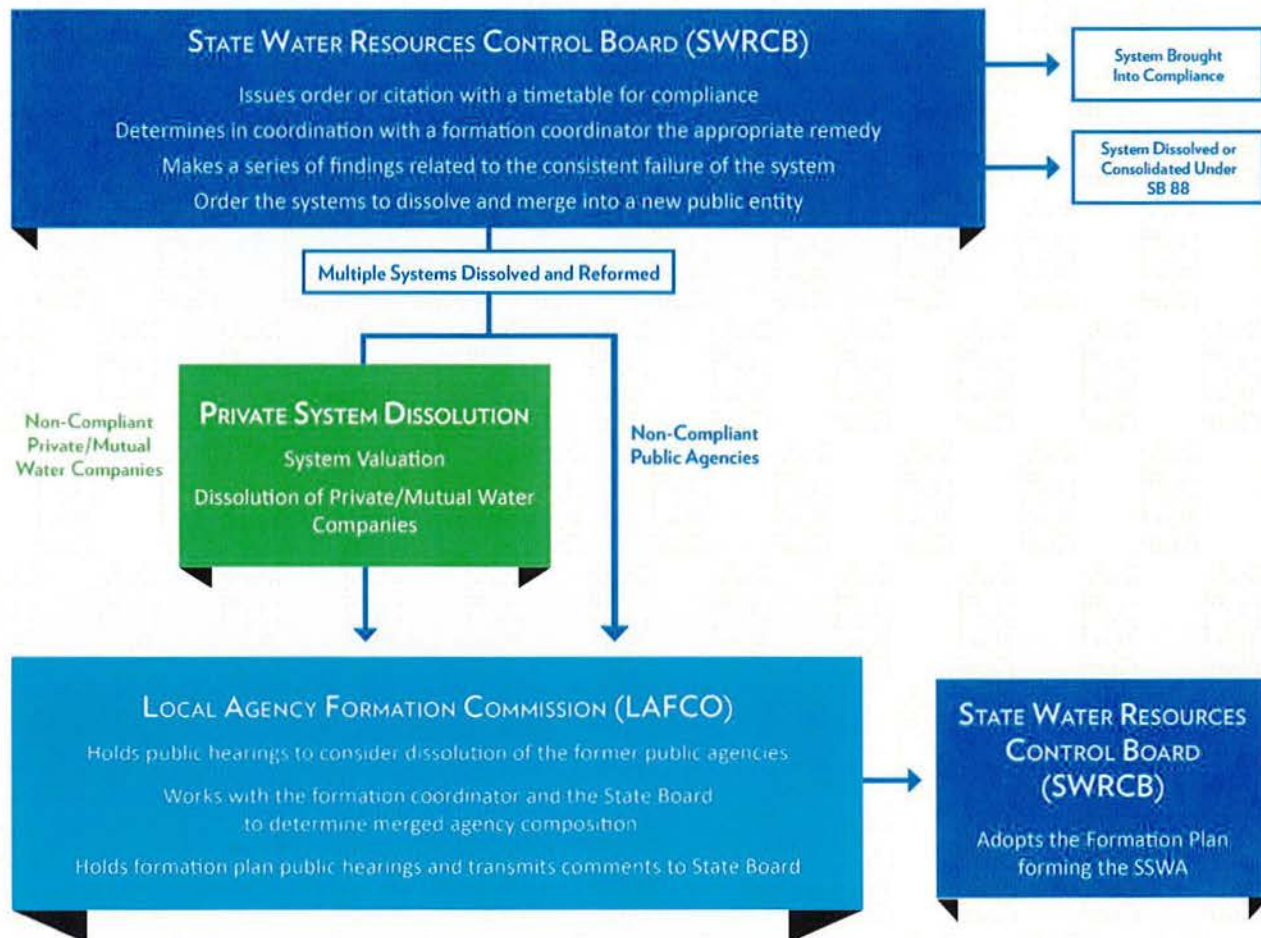 STATE WATER RESOURCES CONTROL BOARD (SWRCB)
Issues order or citation with a timetable for compliance
Determines in coordination with a formation coordinator the appropriate remedy
Makes a series of findings related to the consistent failure of the system
Order the systems to dissolve and merge into a new public entity
System Brought
Into Compliance
System Dissolved or
Consolidated Under
SB 88
Multiple Systems Dissolved and Reformed
Non-Compliant
Private/Mutual
Water Companies
PRIVATE SYSTEM DISSOLUTION
System Valuation
Dissolution of Private/Mutual Water
Companies
Non-Compliant
Public Agencies
LOCAL AGENCY FORMATION COMMISSION (LAFCO)
Holds public hearings to consider dissolution of the former public agencies
Works with the formation coordinator and the State Board
to determine merged agency composition
Holds formation plan public hearings and transmits comments to State Board
STATE WATER RESOURCES
CONTROL BOARD
(SWRCB)
Adopts the Formation Plan
forming the SSWA